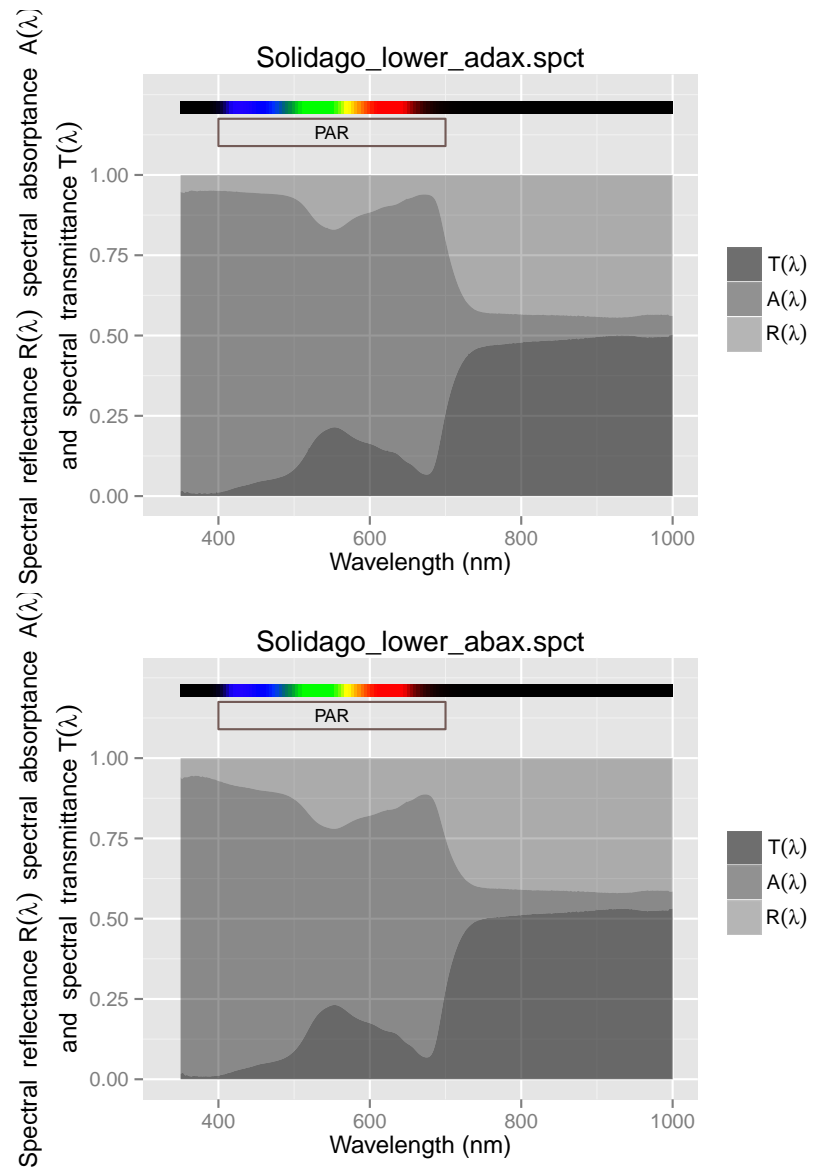 Solidago_lower_adax.spct
Spectral reflectance R(λ) spectral absorptance A(λ)
and spectral transmittance T(λ)
PAR
1.00
0.75
0.50
0.25
0.00
400 600 800 1000
Wavelength (nm)
T(λ)
A(λ)
R(λ)
Solidago_lower_abax.spct
Spectral reflectance R(λ) spectral absorptance A(λ)
and spectral transmittance T(λ)
PAR
1.00
0.75
0.50
0.25
0.00
400 600 800 1000
Wavelength (nm)
T(λ)
A(λ)
R(λ)